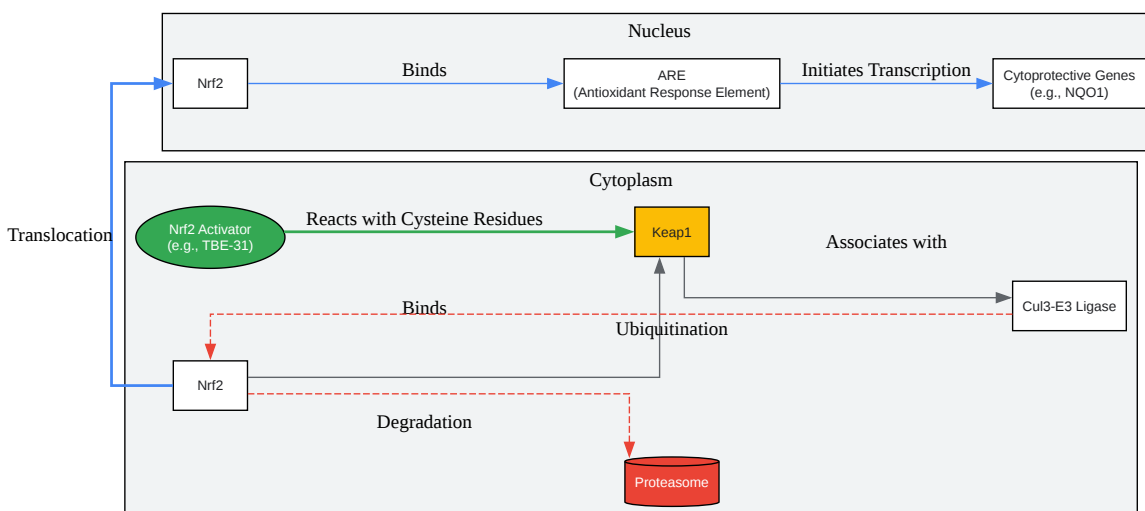 Nucleus
Nrf2
Binds
ARE
(Antioxidant Response Element)
Initiates Transcription
Cytoprotective Genes
(e.g., NQO1)
Cytoplasm
Translocation
Nrf2 Activator
(e.g., TBE-31)
Reacts with Cysteine Residues
Keap1
Associates with
Cul3-E3 Ligase
Binds
Ubiquitination
Nrf2
Degradation
Proteasome